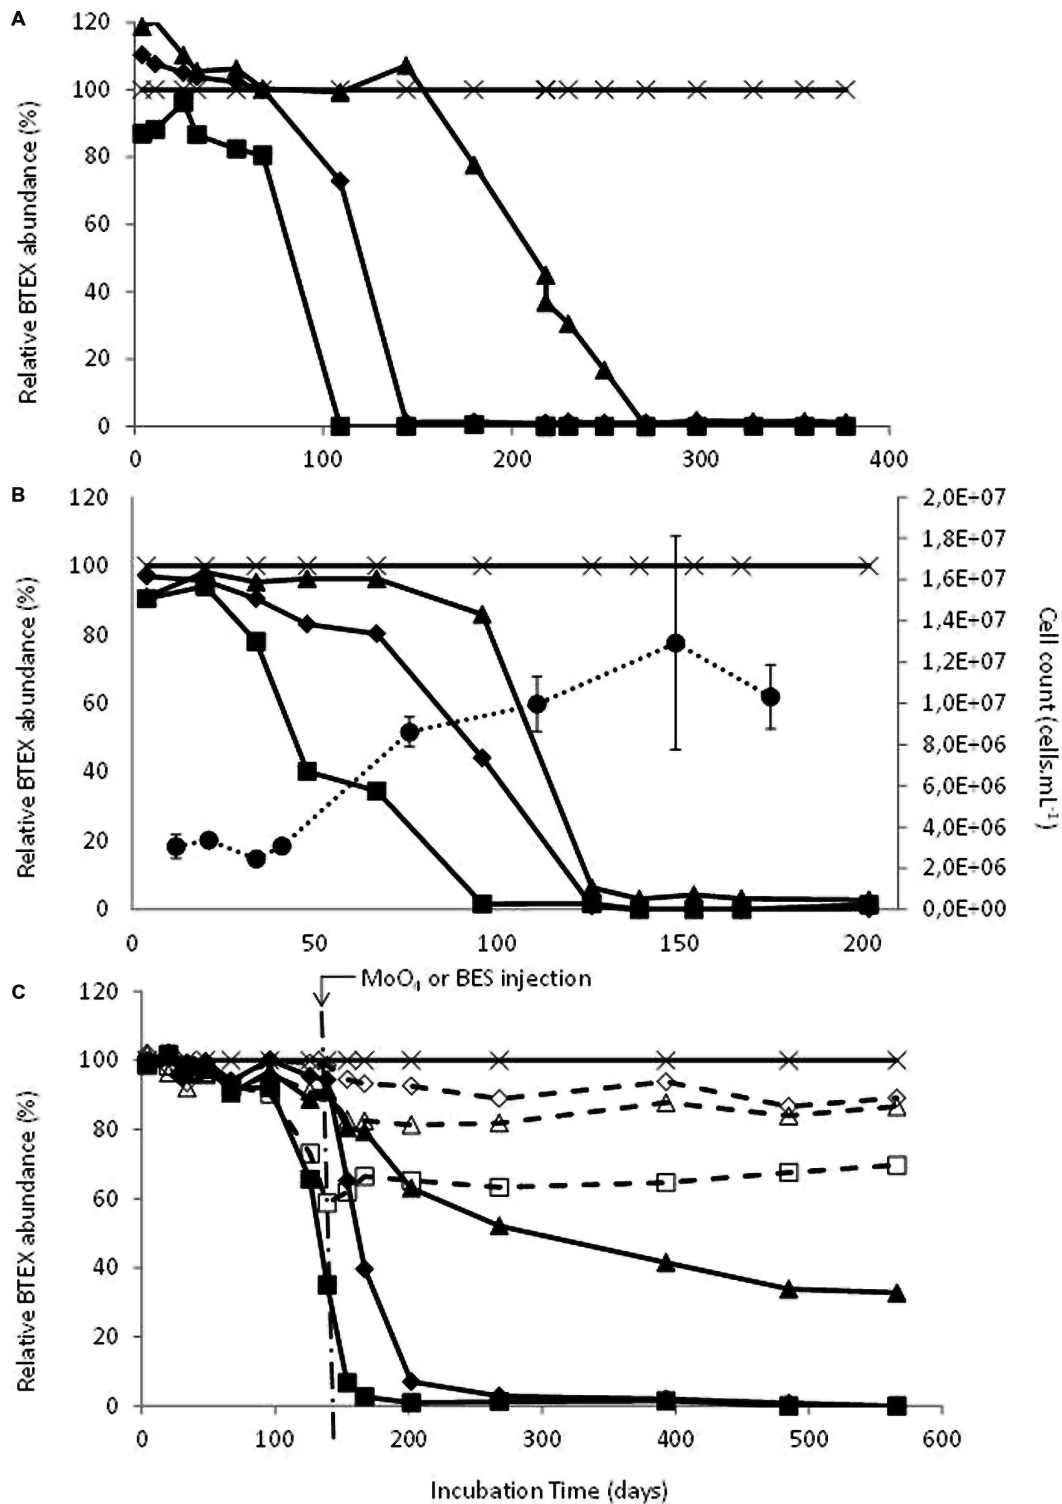 A
120
100
80
60
40
20
0
Relative BTEX abundance (%)
0 100 200 300 400
B
120
100
80
60
40
20
0
Relative BTEX abundance (%)
2,0E+07
1,8E+07
1,6E+07
1,4E+07
1,2E+07
1,0E+07
8,0E+06
6,0E+06
4,0E+06
2,0E+06
0,0E+00
Cell count (cells.mL⁻¹)
0 50 100 150 200
MoO₄ or BES injection
C
120
100
80
60
40
20
0
Relative BTEX abundance (%)
0 100 200 300 400 500 600
Incubation Time (days)